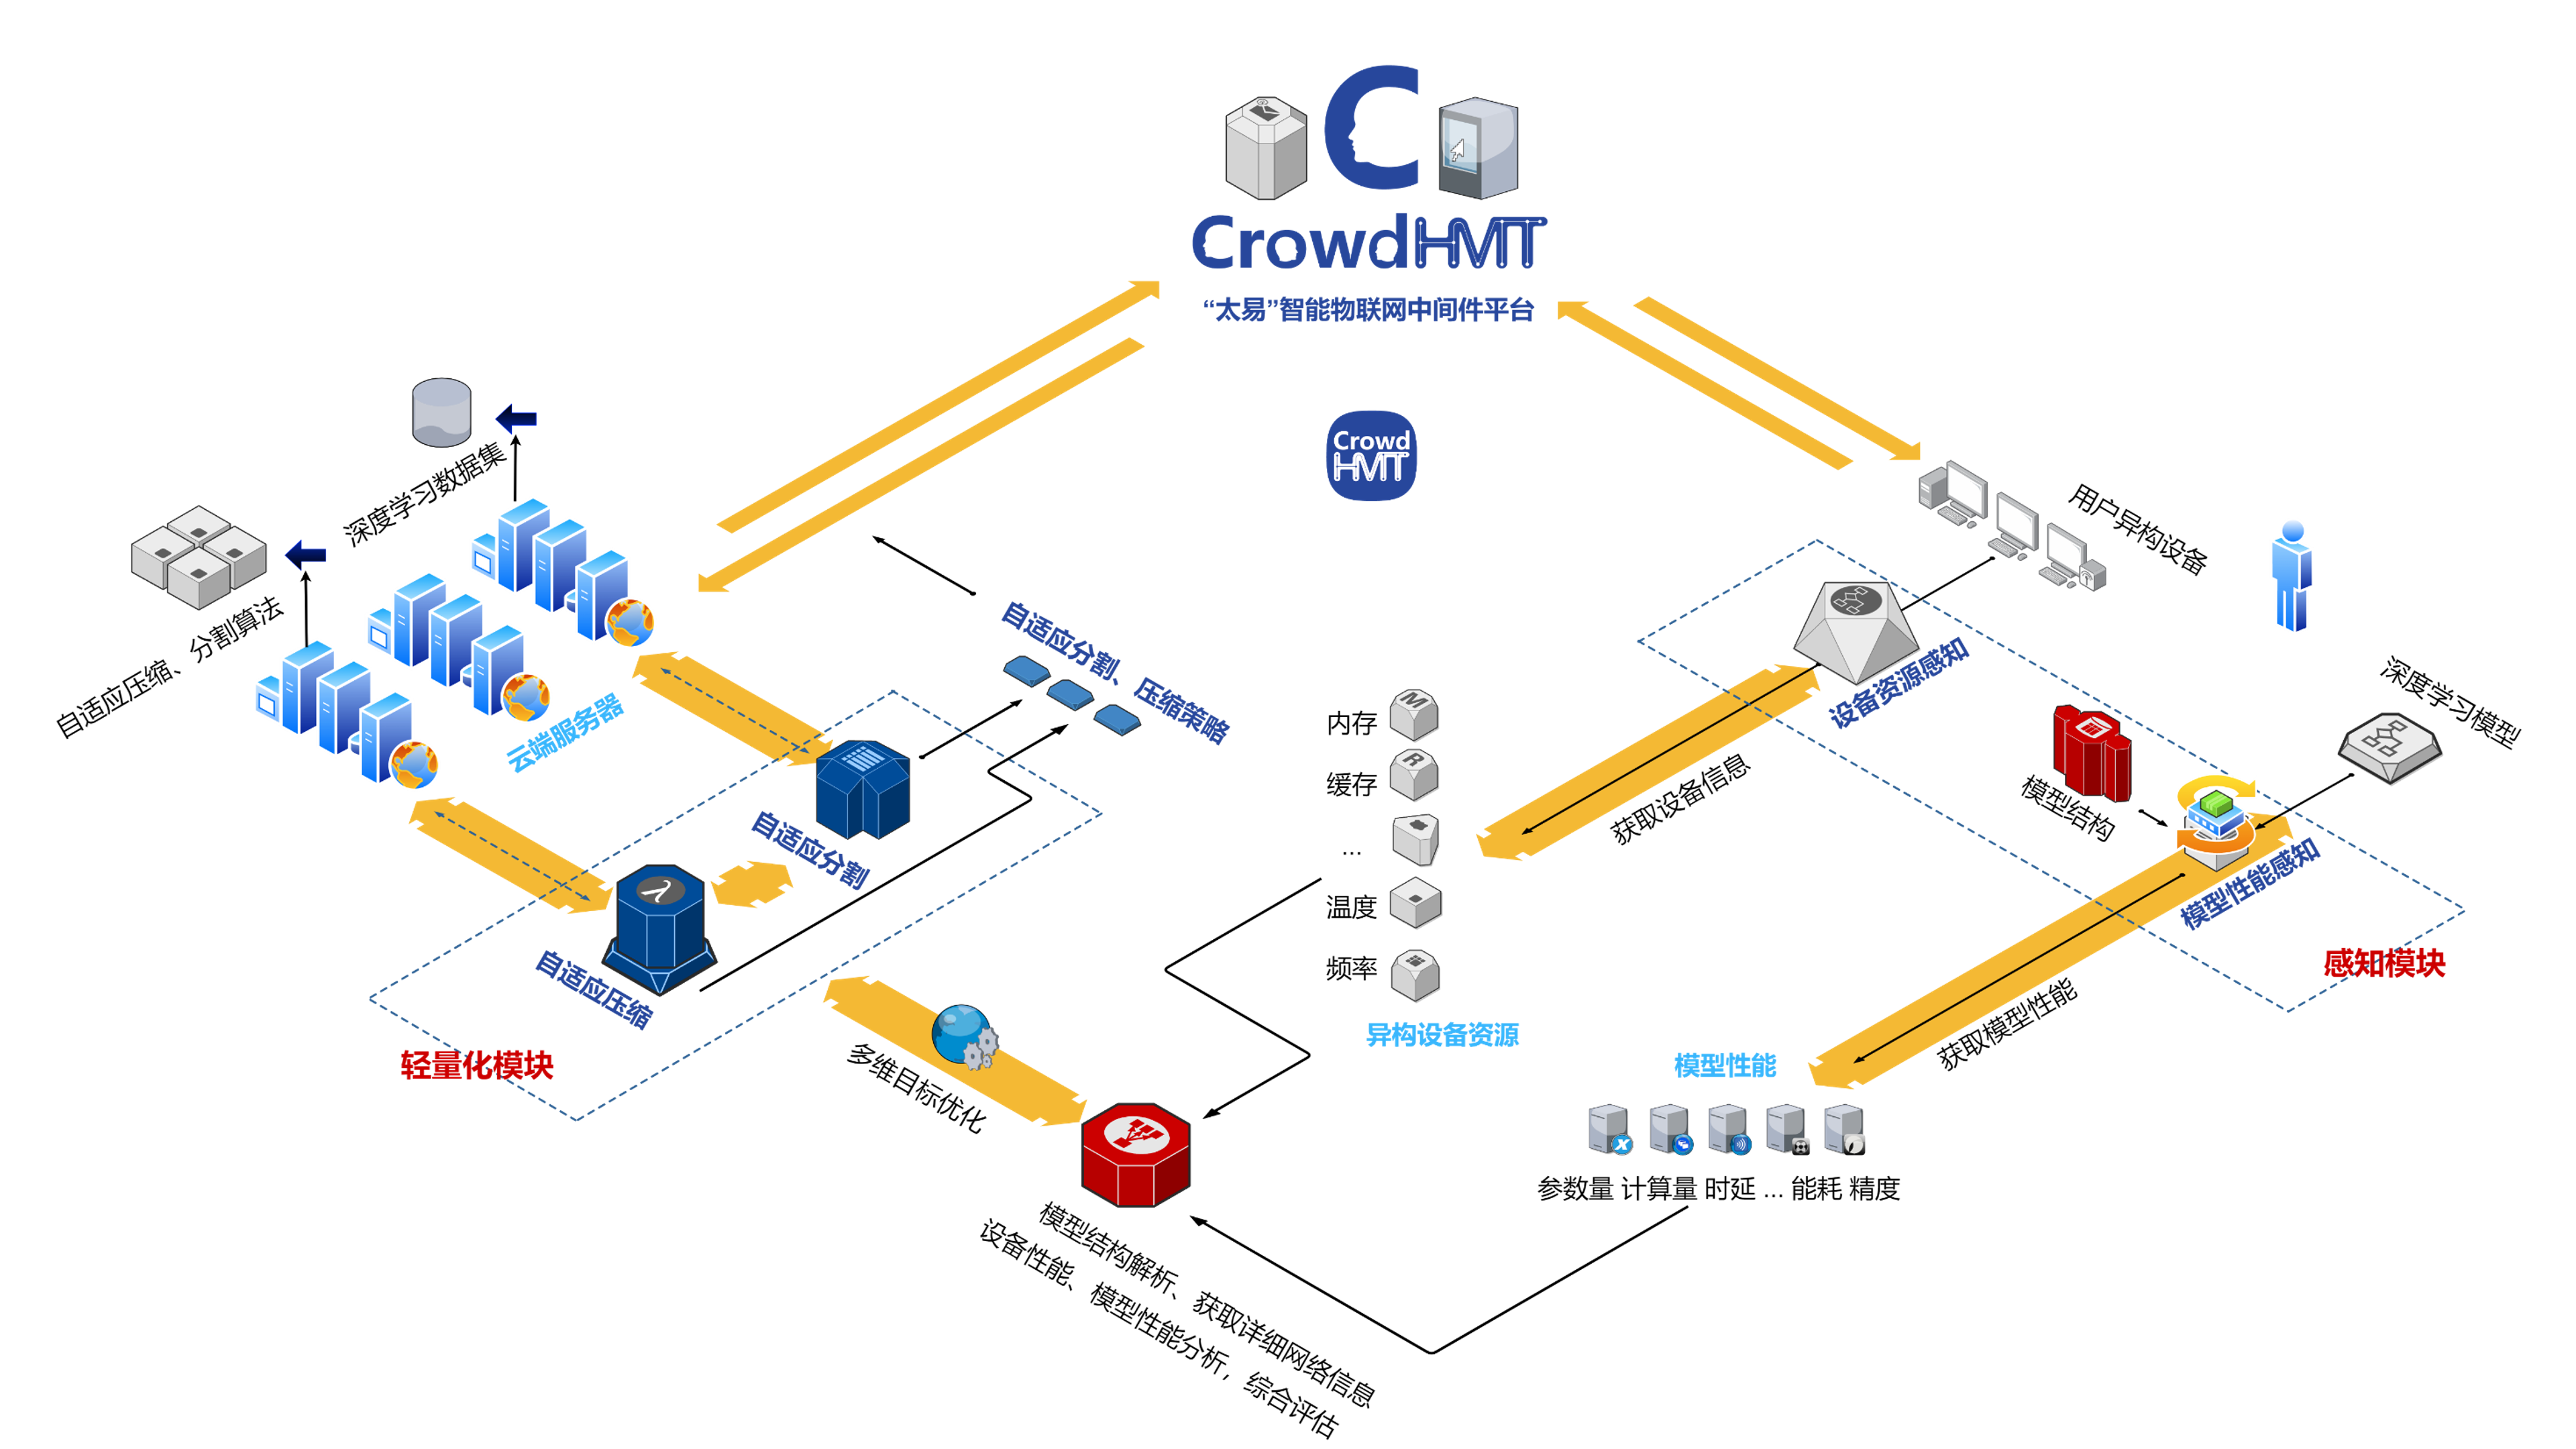 C
CrowdHMT
“太易”智能物联网中间件平台
Crowd
HMT
深度学习数据集
自适应压缩、分割算法
云端服务器
自适应分割、压缩策略
自适应分割
自适应压缩
轻量化模块
多维目标优化
模型结构解析、获取详细网络信息
设备性能、模型性能分析，综合评估
内存
M
缓存
R
...
温度
频率
异构设备资源
用户异构设备
设备资源感知
获取设备信息
深度学习模型
模型结构
模型性能感知
感知模块
获取模型性能
模型性能
参数量 计算量 时延 ... 能耗 精度
λ
X